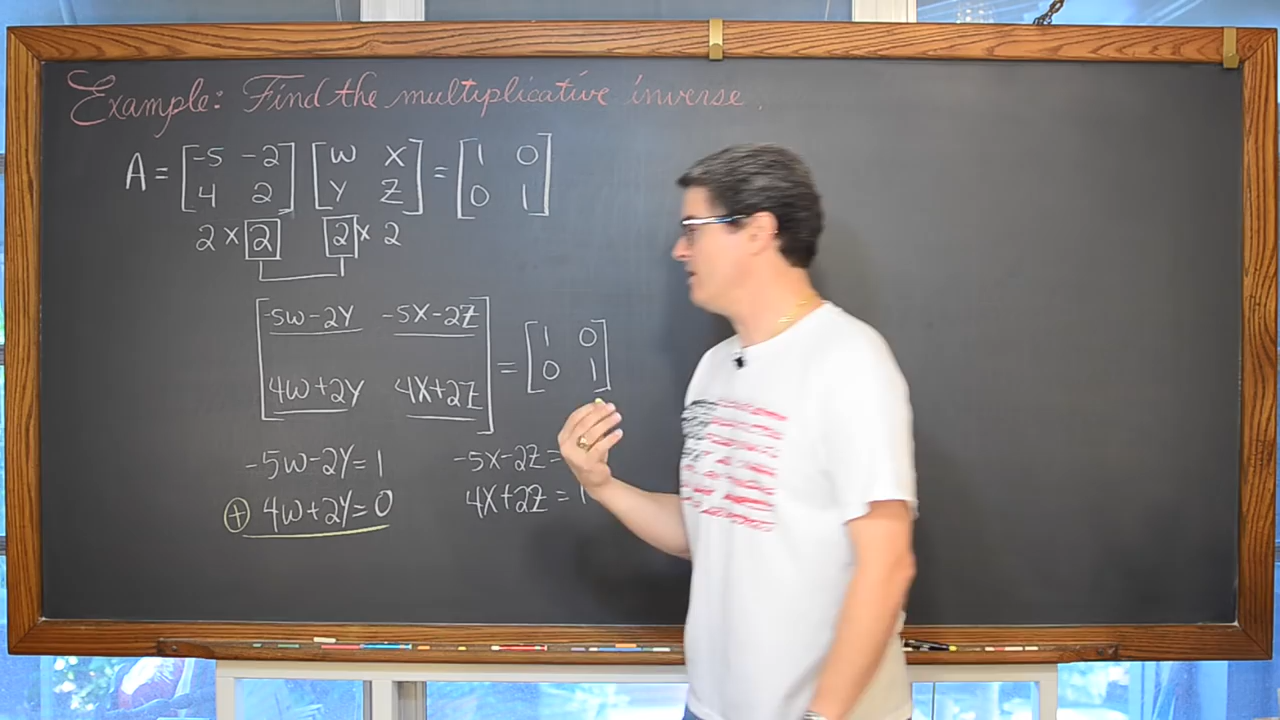 Example: Find the multiplicative inverse.
A = [-5 -2] [W X] = [1 0]
[4 2] [Y Z] [0 1]
2 x 2 2 x 2
[-5W-2Y -5X-2Z] = [1 0]
[4W+2Y 4X+2Z] [0 1]
-5W-2Y=1 -5X-2Z=
⊕ 4W+2Y=0 4X+2Z=1